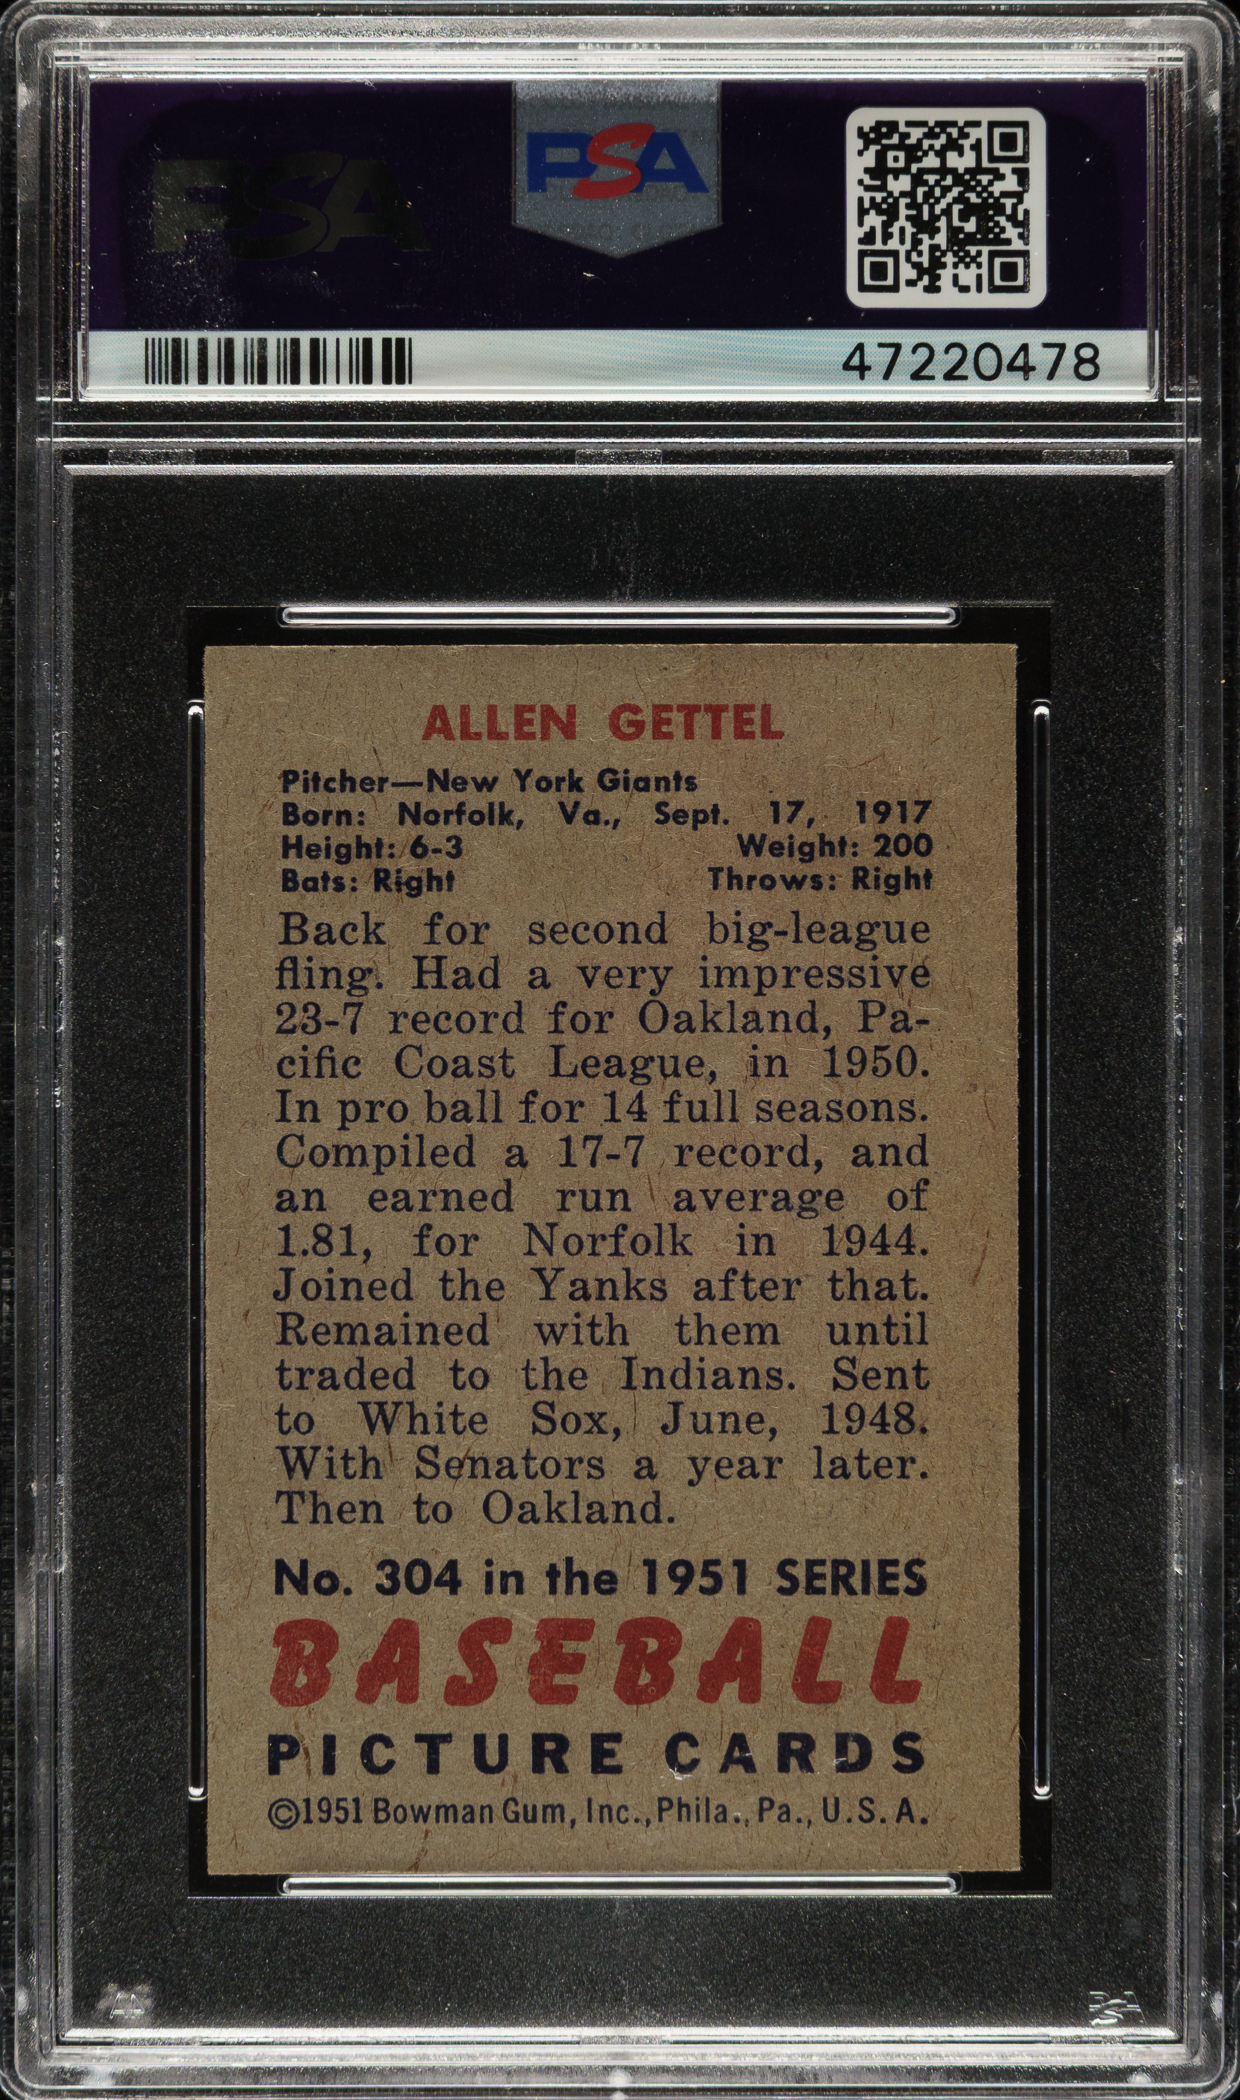 PSA
PSA
47220478
ALLEN GETTEL
Pitcher—New York Giants
Born: Norfolk, Va., Sept. 17, 1917
Height: 6-3 Weight: 200
Bats: Right Throws: Right
Back for second big-league
fling. Had a very impressive
23-7 record for Oakland, Pa-
cific Coast League, in 1950.
In pro ball for 14 full seasons.
Compiled a 17-7 record, and
an earned run average of
1.81, for Norfolk in 1944.
Joined the Yanks after that.
Remained with them until
traded to the Indians. Sent
to White Sox, June, 1948.
With Senators a year later.
Then to Oakland.
No. 304 in the 1951 SERIES
BASEBALL
PICTURE CARDS
©1951 Bowman Gum, Inc., Phila., Pa., U.S.A.
PSA